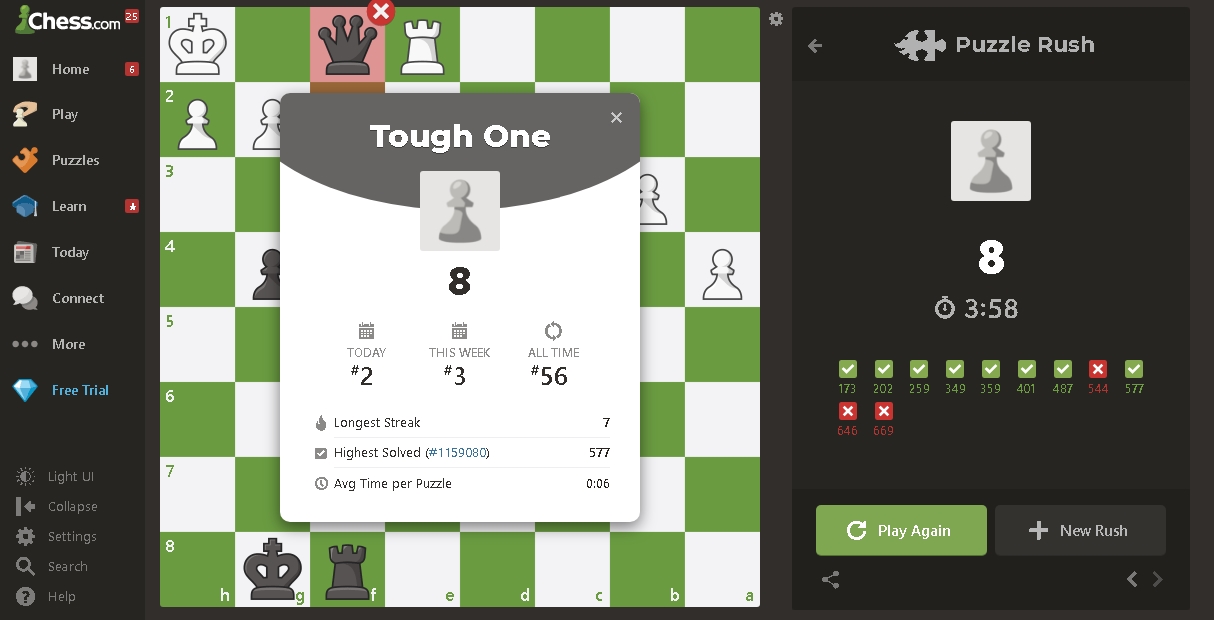 Chess.com 25
Home 6
Play
Puzzles
Learn
Today
Connect
More
Free Trial
Light UI
Collapse
Settings
Search
Help
1
2
3
4
5
6
7
8
h g f e d c b a
Tough One
8
TODAY THIS WEEK ALL TIME
#2 #3 #56
Longest Streak 7
Highest Solved (#1159080) 577
Avg Time per Puzzle 0:06
Puzzle Rush
8
3:58
173 202 259 349 359 401 487 544 577
646 669
Play Again
New Rush